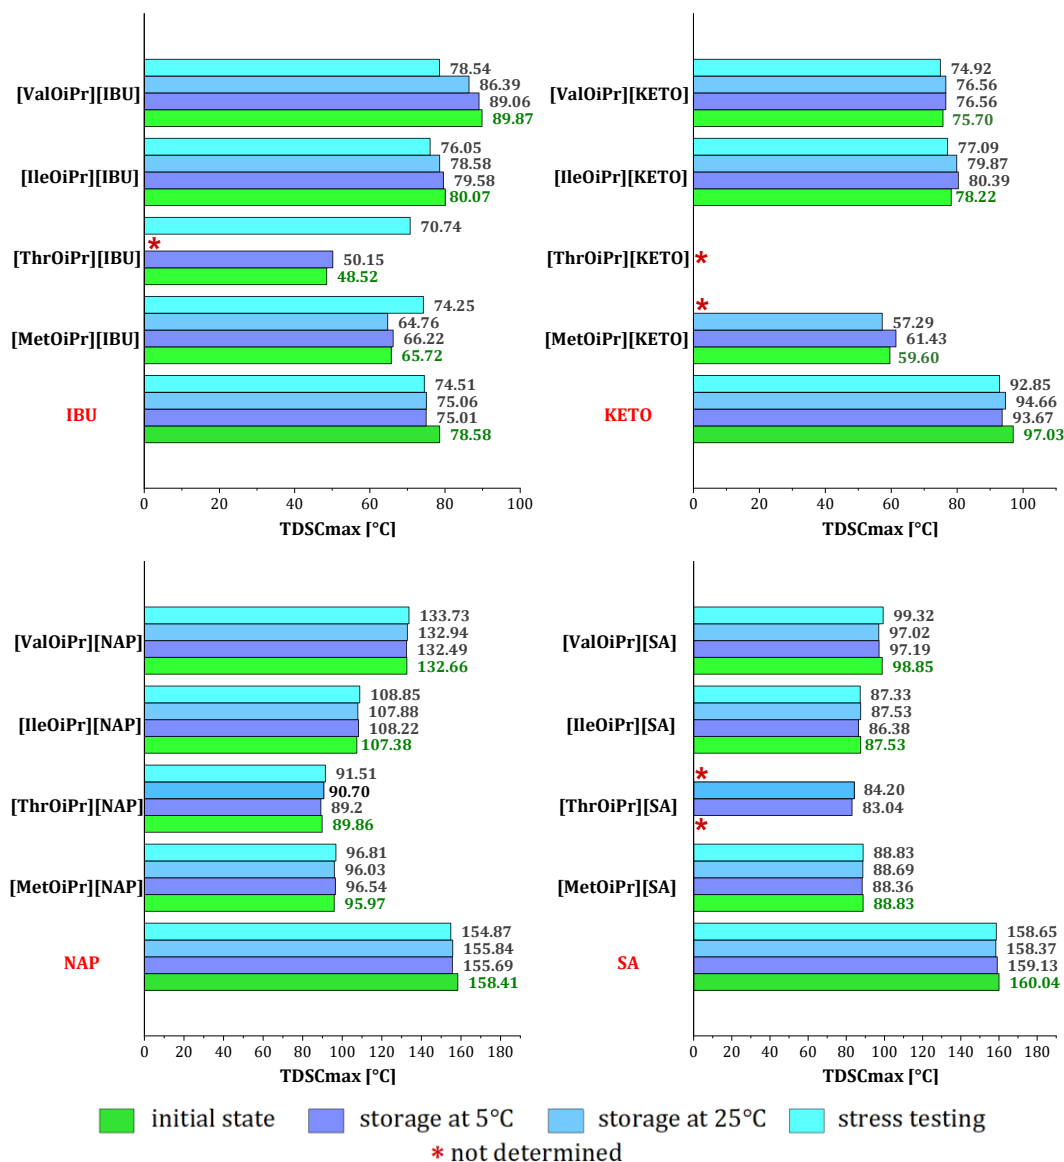 [ValOiPr][IBU]
78.54
86.39
89.06
89.87
[IleOiPr][IBU]
76.05
78.58
79.58
80.07
[ThrOiPr][IBU]
70.74
*
50.15
48.52
[MetOiPr][IBU]
74.25
64.76
66.22
65.72
IBU
74.51
75.06
75.01
78.58
0 20 40 60 80 100
TDSCmax [°C]
[ValOiPr][KETO]
74.92
76.56
76.56
75.70
[IleOiPr][KETO]
77.09
79.87
80.39
78.22
[ThrOiPr][KETO]
*
[MetOiPr][KETO]
*
57.29
61.43
59.60
KETO
92.85
94.66
93.67
97.03
0 20 40 60 80 100
TDSCmax [°C]
[ValOiPr][NAP]
133.73
132.94
132.49
132.66
[IleOiPr][NAP]
108.85
107.88
108.22
107.38
[ThrOiPr][NAP]
91.51
90.70
89.2
89.86
[MetOiPr][NAP]
96.81
96.03
96.54
95.97
NAP
154.87
155.84
155.69
158.41
0 20 40 60 80 100 120 140 160 180
TDSCmax [°C]
[ValOiPr][SA]
99.32
97.02
97.19
98.85
[IleOiPr][SA]
87.33
87.53
86.38
87.53
[ThrOiPr][SA]
*
84.20
83.04
*
[MetOiPr][SA]
88.83
88.69
88.36
88.83
SA
158.65
158.37
159.13
160.04
0 20 40 60 80 100 120 140 160 180
TDSCmax [°C]
initial state storage at 5°C storage at 25°C stress testing
* not determined